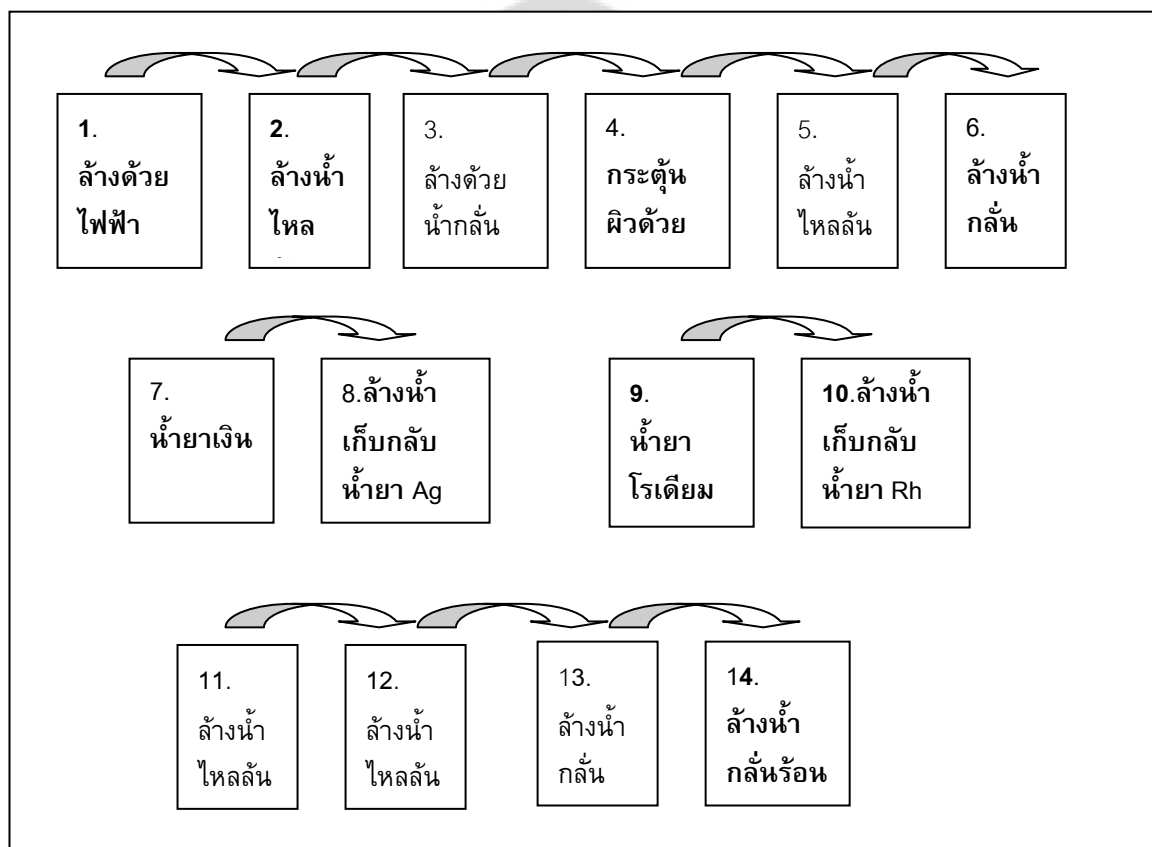 1.
ล้างด้วย
ไฟฟ้า
2.
ล้างน้ำ
ไหล
3.
ล้างด้วย
น้ำกลั่น
4.
กระตุ้น
ผิวด้วย
5.
ล้างน้ำ
ไหลล้น
6.
ล้างน้ำ
กลั่น
7.
น้ำยาเงิน
8.ล้างน้ำ
เก็บกลับ
น้ำยา Ag
9.
น้ำยา
โรเดียม
10.ล้างน้ำ
เก็บกลับ
น้ำยา Rh
11.
ล้างน้ำ
ไหลล้น
12.
ล้างน้ำ
ไหลล้น
13.
ล้างน้ำ
กลั่น
14.
ล้างน้ำ
กลั่นร้อน